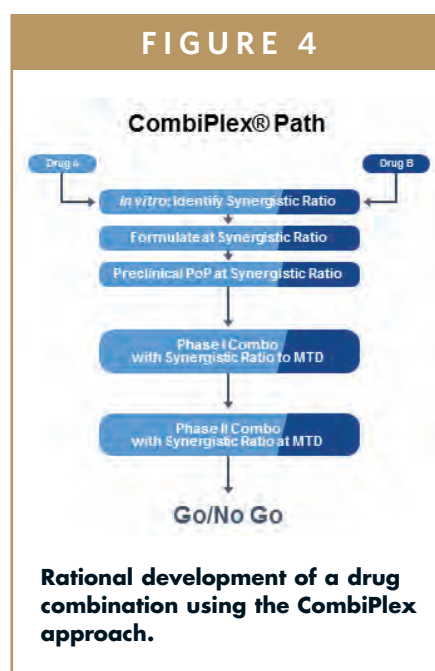 FIGURE 4
CombiPlex® Path
Drug A
Drug B
In vitro: Identify Synergistic Ratio
Formulate at Synergistic Ratio
Preclinical PoP at Synergistic Ratio
Phase I Combo
with Synergistic Ratio to MTD
Phase II Combo
with Synergistic Ratio at MTD
Go/No Go
Rational development of a drug
combination using the CombiPlex
approach.